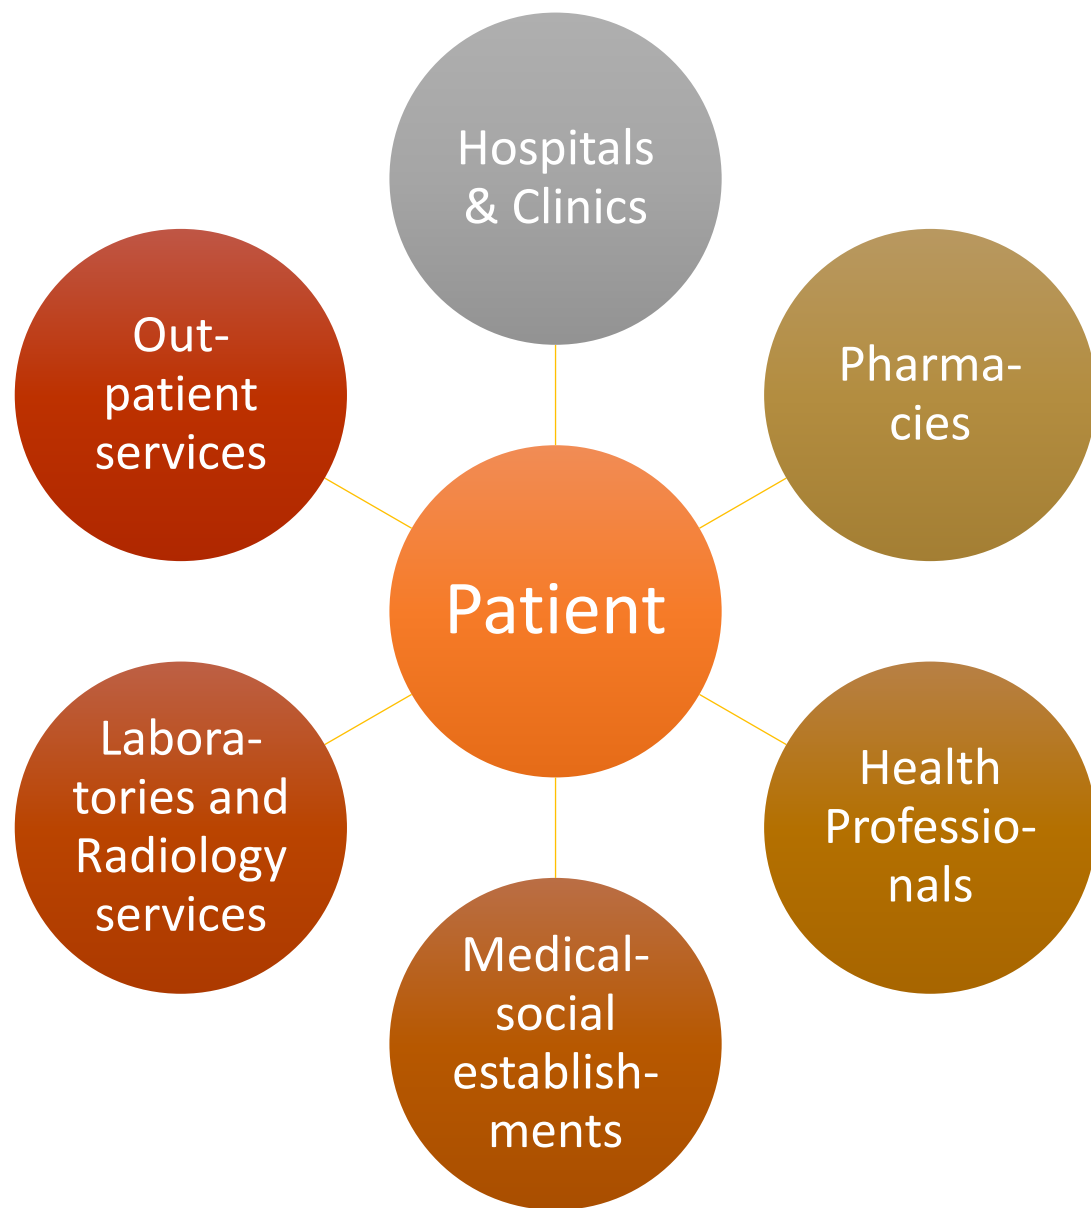 Hospitals
& Clinics
Out-
patient
services
Pharma-
cies
Patient
Labora-
tories and
Radiology
services
Health
Professio-
nals
Medical-
social
establish-
ments